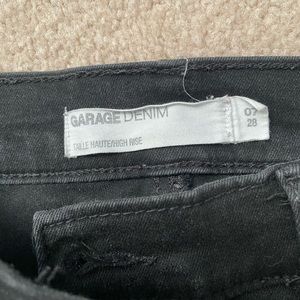 GARAGE DENIM
TAILLE HAUTE/HIGH RISE
07
28